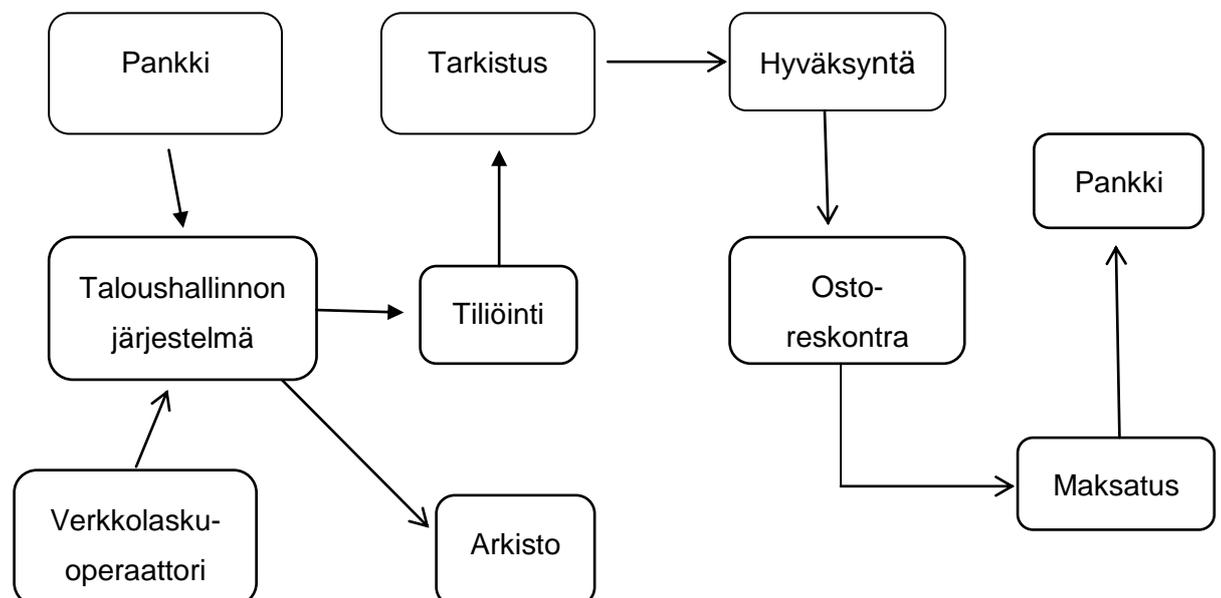 Pankki
Tarkistus
Hyväksyntä
Pankki
Taloushallinnon
järjestelmä
Tiliöinti
Osto-
reskontra
Verkkolasku-
operaattori
Arkisto
Maksatus